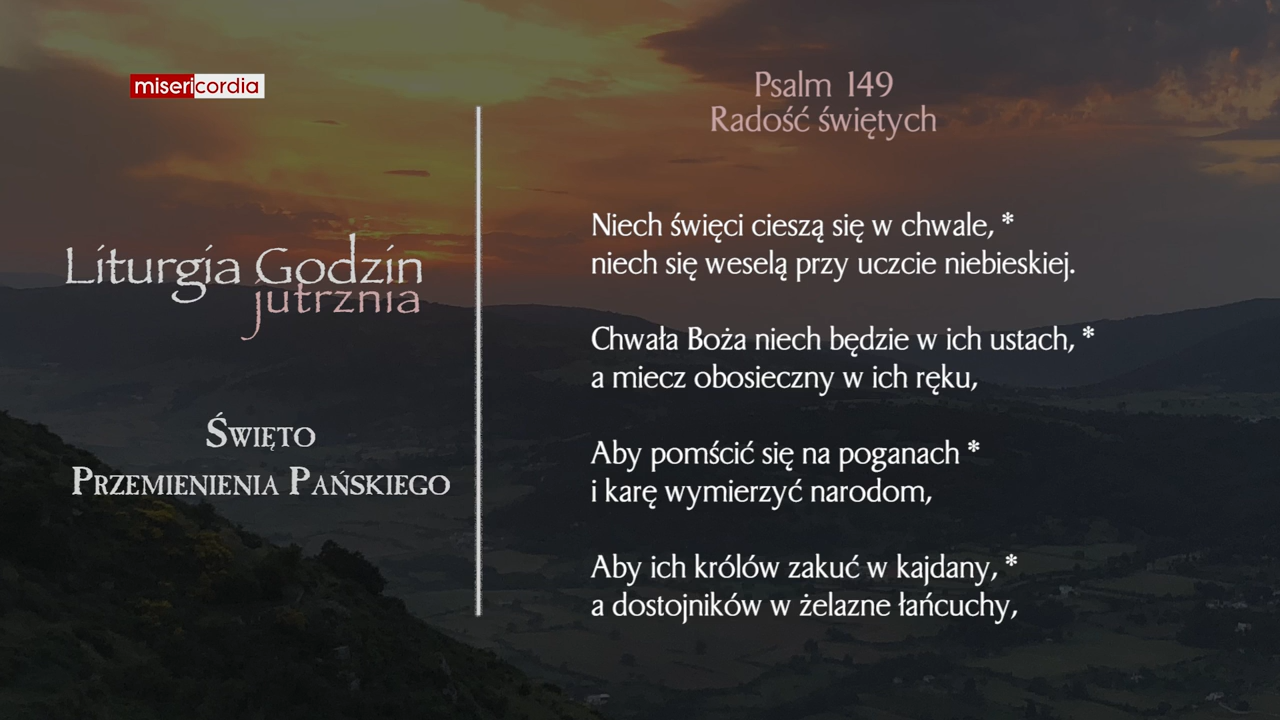 misericordia
Liturgia Godzin
jutrznia
Święto
Przemienienia Pańskiego
Psalm 149
Radość świętych
Niech święci cieszą się w chwale, *
niech się weselą przy uczcie niebieskiej.
Chwała Boża niech będzie w ich ustach, *
a miecz obosieczny w ich ręku,
Aby pomścić się na poganach *
i karę wymierzyć narodom,
Aby ich królów zakuć w kajdany, *
a dostojników w żelazne łańcuchy,